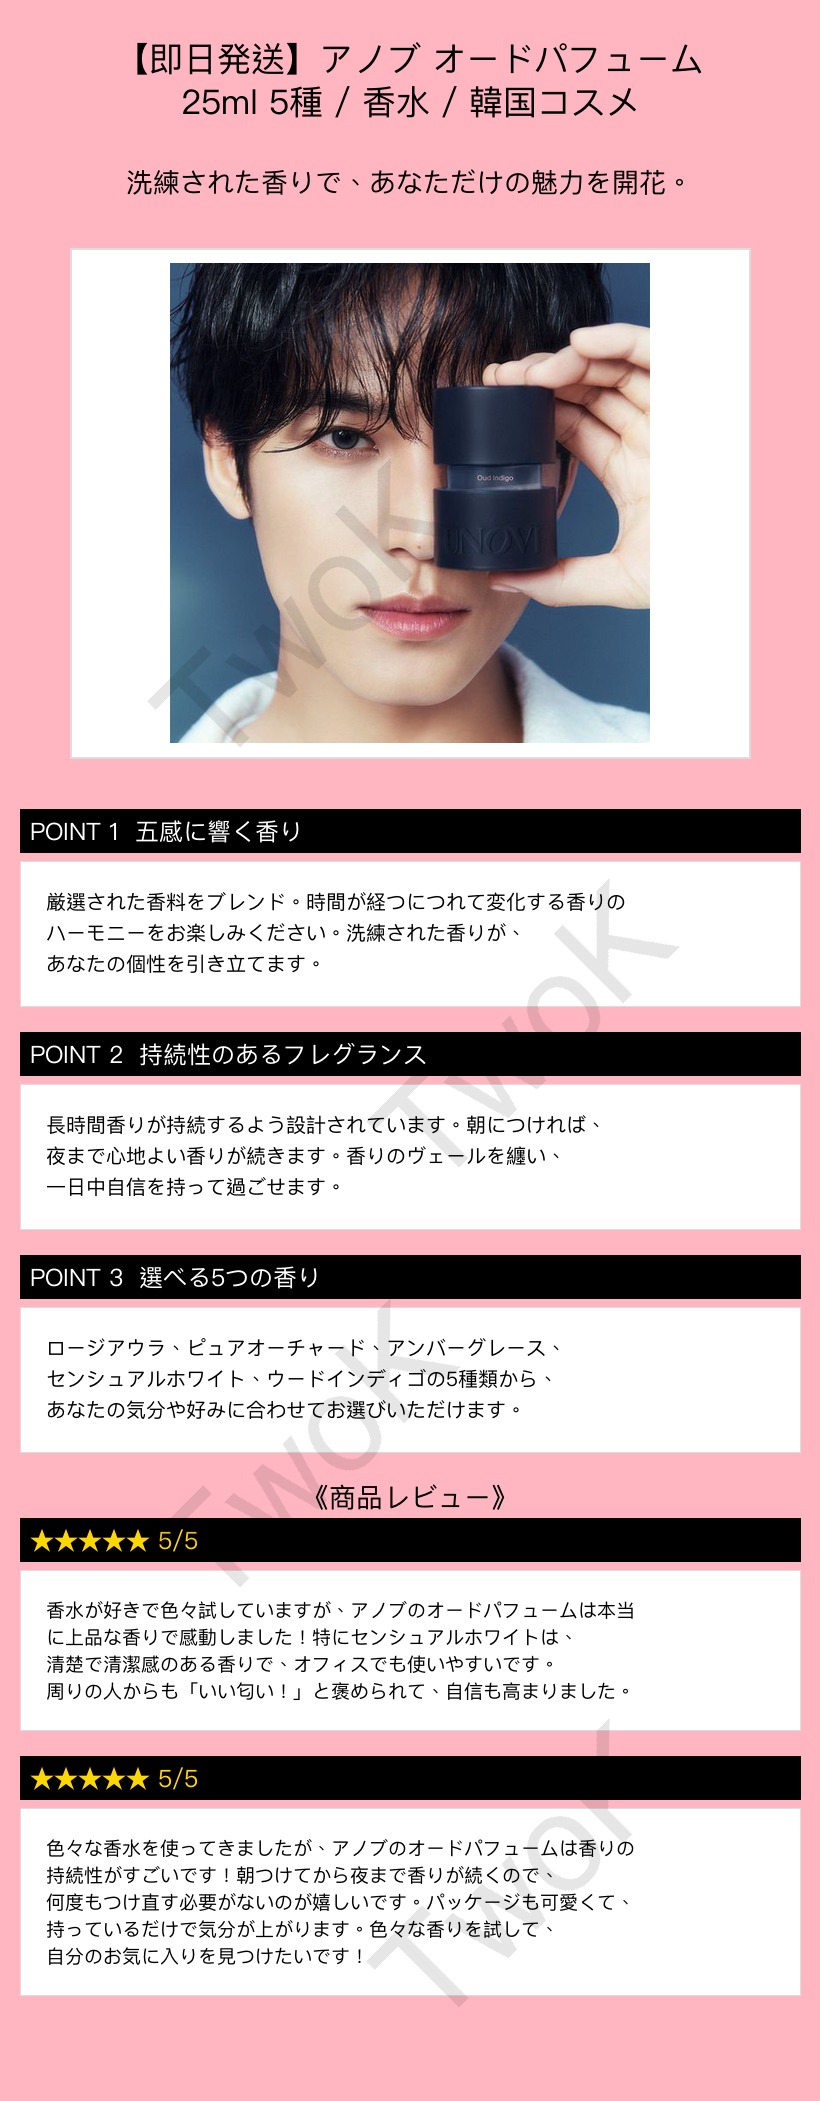 【即日発送】アノブ オードパフューム
25ml 5種 / 香水 / 韓国コスメ
洗練された香りで、あなただけの魅力を開花。
Oud Indigo
UNOVE
TwoK
POINT 1 五感に響く香り
厳選された香料をブレンド。時間が経つにつれて変化する香りの
ハーモニーをお楽しみください。洗練された香りが、
あなたの個性を引き立てます。
TwoK
POINT 2 持続性のあるフレグランス
長時間香りが持続するよう設計されています。朝につければ、
夜まで心地よい香りが続きます。香りのヴェールを纏い、
一日中自信を持って過ごせます。
POINT 3 選べる5つの香り
ロージアウラ、ピュアオーチャード、アンバーグレース、
センシュアルホワイト、ウードインディゴの5種類から、
あなたの気分や好みに合わせてお選びいただけます。
TwoK
《商品レビュー》
★★★★★ 5/5
香水が好きで色々試していますが、アノブのオードパフュームは本当
に上品な香りで感動しました！特にセンシュアルホワイトは、
清楚で清潔感のある香りで、オフィスでも使いやすいです。
周りの人からも「いい匂い！」と褒められて、自信も高まりました。
★★★★★ 5/5
色々な香水を使ってきましたが、アノブのオードパフュームは香りの
持続性がすごいです！朝つけてから夜まで香りが続くので、
何度もつけ直す必要がないのが嬉しいです。パッケージも可愛くて、
持っているだけで気分が上がります。色々な香りを試して、
自分のお気に入りを見つけたいです！
TwoK